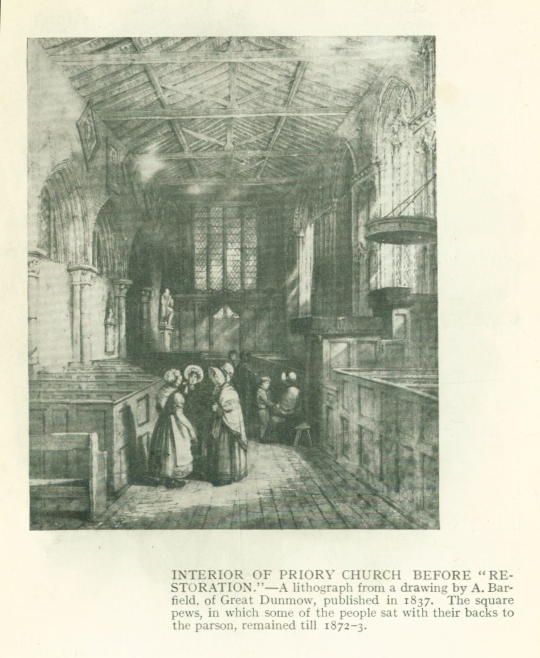 INTERIOR OF PRIORY CHURCH BEFORE "RE-
STORATION."—A lithograph from a drawing by A. Bar-
field, of Great Dunmow, published in 1837. The square
pews, in which some of the people sat with their backs to
the parson, remained till 1872-3.